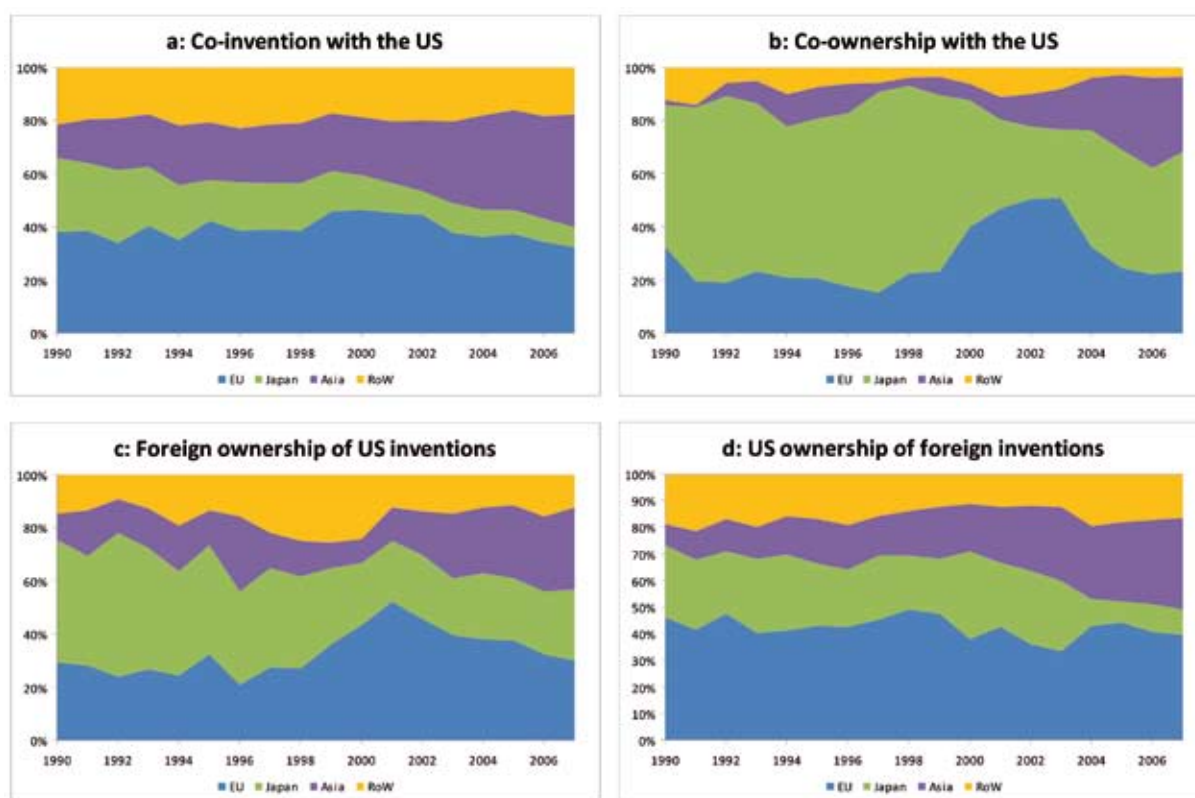 a: Co-invention with the US
100%
80%
60%
40%
20%
0%
1990 1992 1994 1996 1998 2000 2002 2004 2006
EU Japan Asia RoW
b: Co-ownership with the US
100%
80%
60%
40%
20%
0%
1990 1992 1994 1996 1998 2000 2002 2004 2006
EU Japan Asia RoW
c: Foreign ownership of US inventions
100%
80%
60%
40%
20%
0%
1990 1992 1994 1996 1998 2000 2002 2004 2006
EU Japan Asia RoW
d: US ownership of foreign inventions
100%
90%
80%
70%
60%
50%
40%
30%
20%
10%
0%
1990 1992 1994 1996 1998 2000 2002 2004 2006
EU Japan Asia RoW